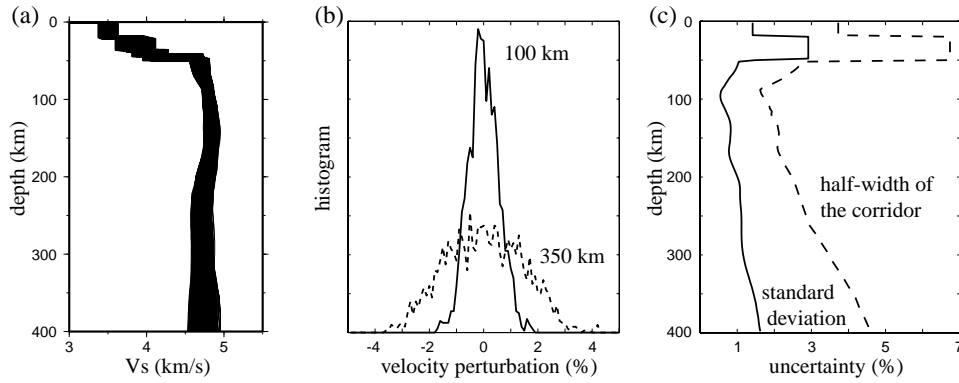 (a)
(b)
(c)
0
100
200
300
400
depth (km)
3
4
5
Vs (km/s)
histogram
100 km
350 km
-4
-2
0
2
4
velocity perturbation (%)
0
100
200
300
400
depth (km)
half-width of
the corridor
standard
deviation
1
3
5
7
uncertainty (%)